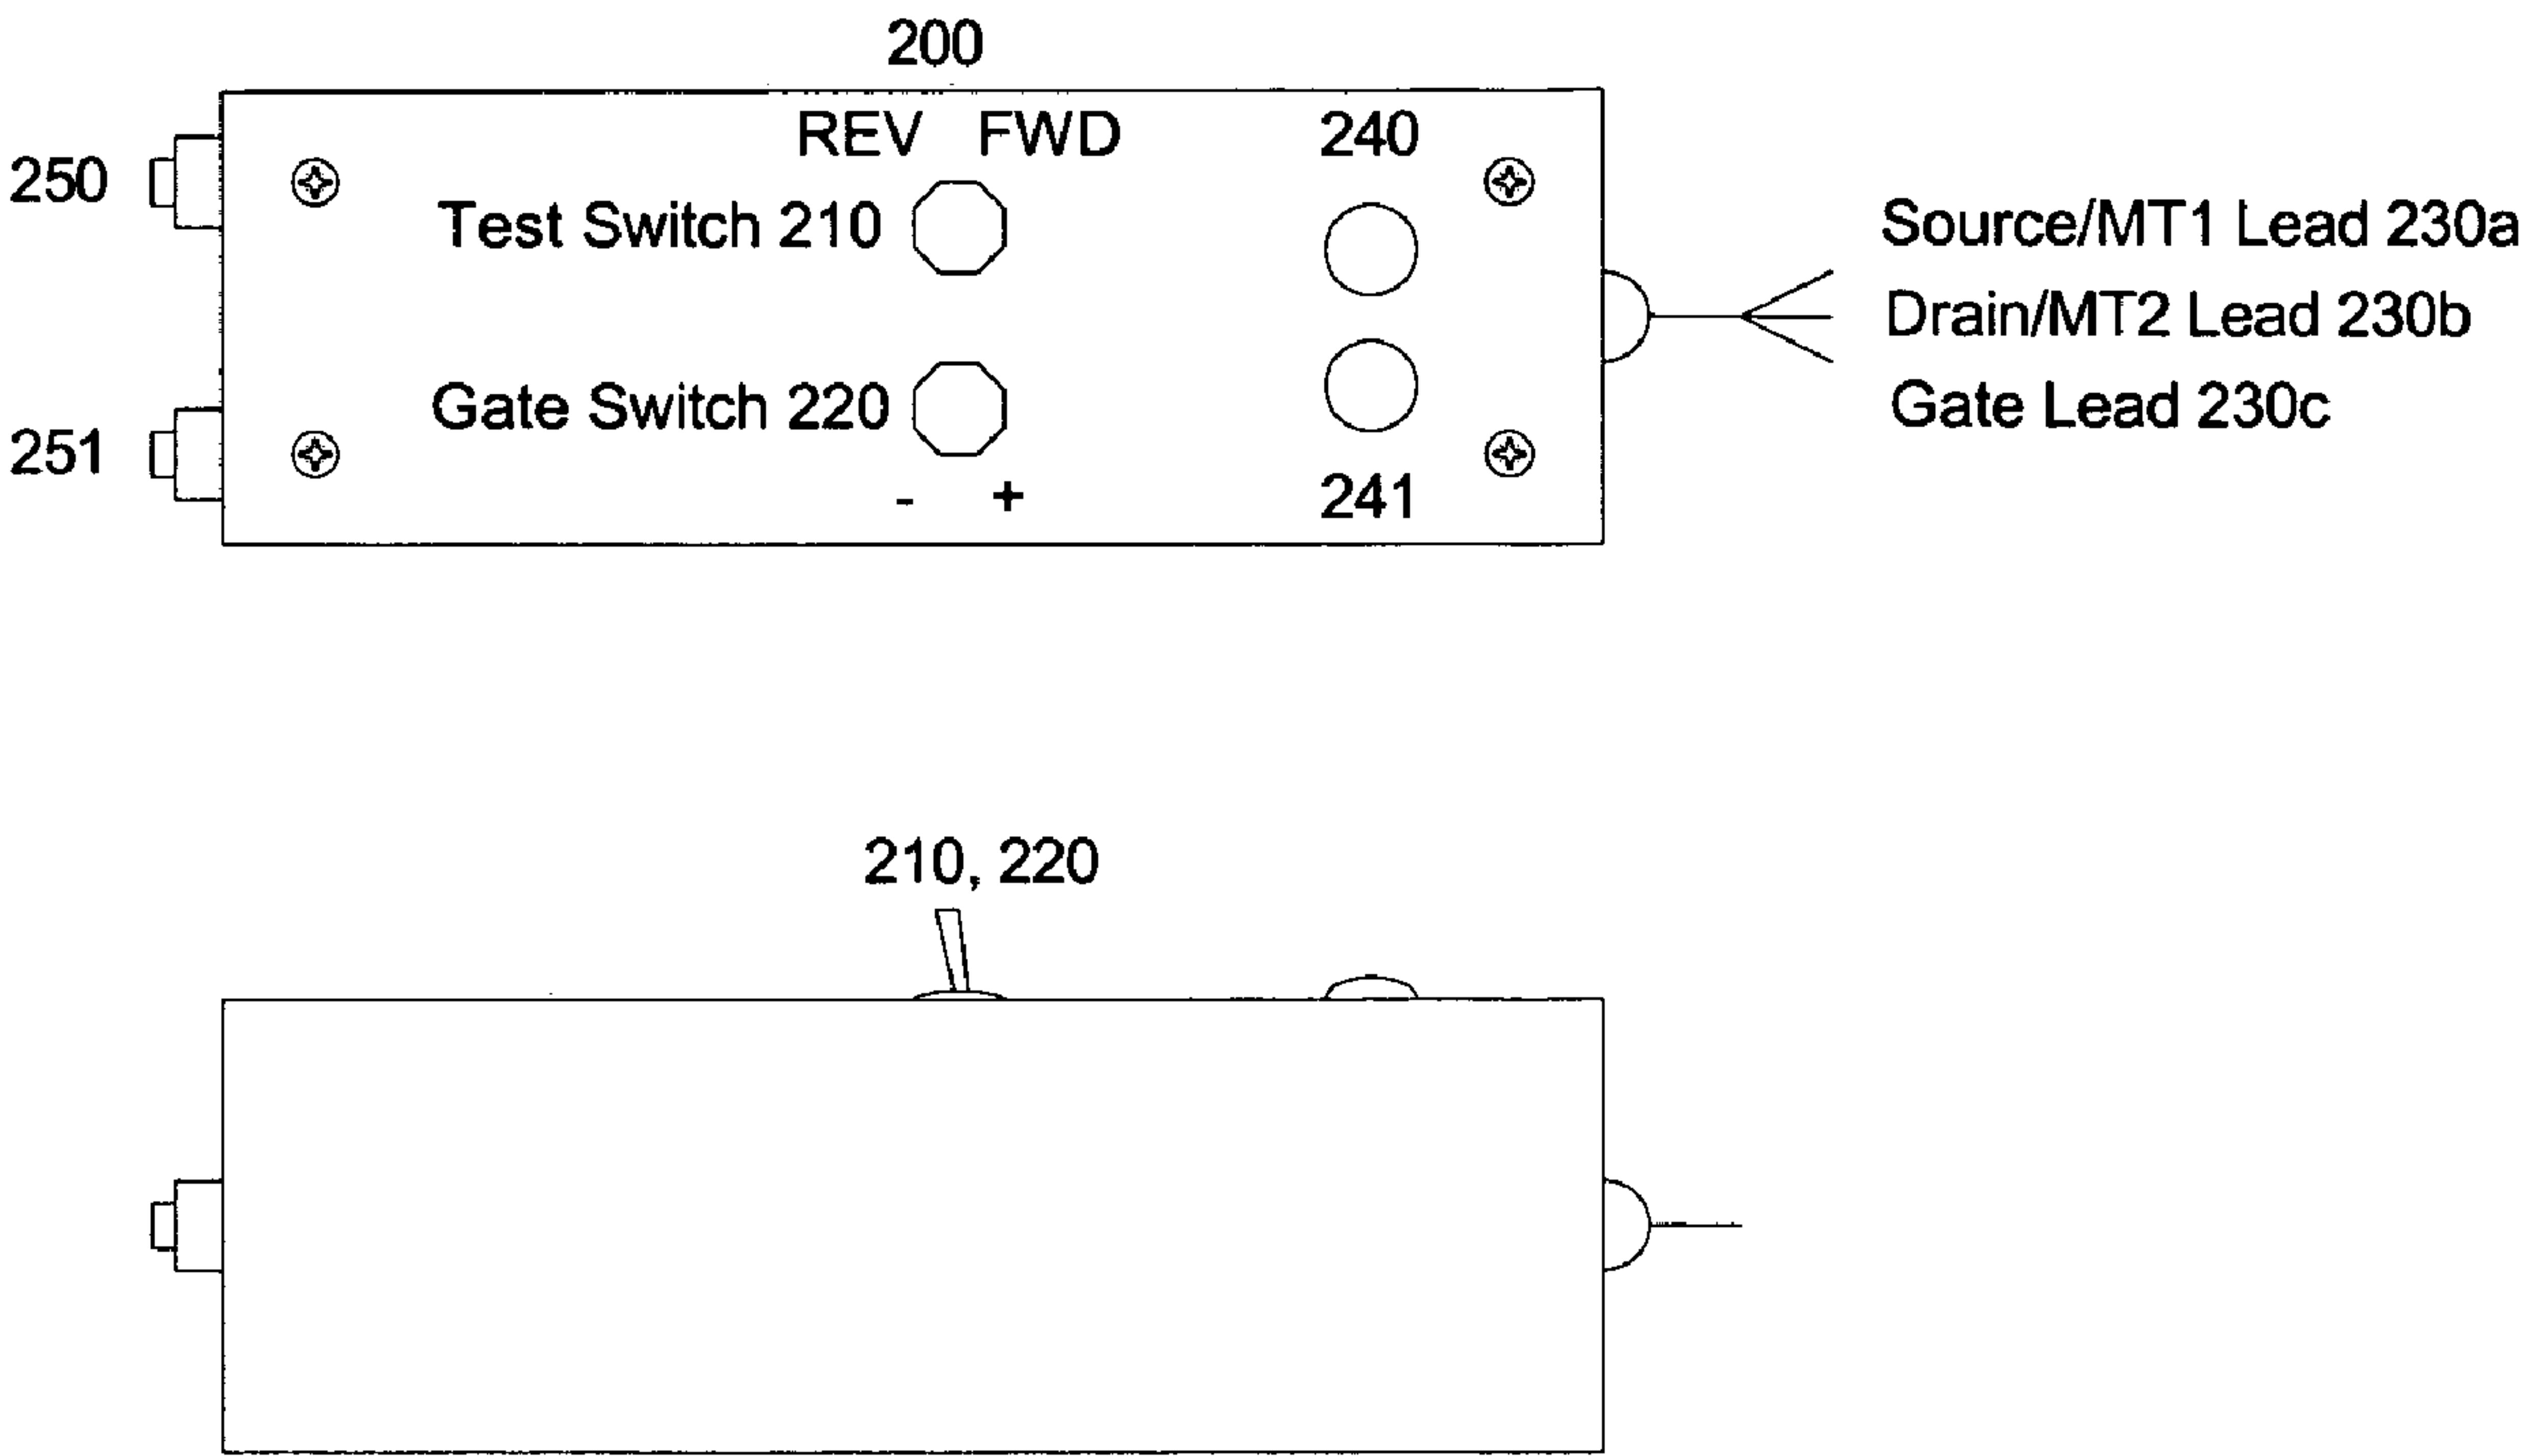 200
REV FWD 240
250
Test Switch 210
Source/MT1 Lead 230a
Drain/MT2 Lead 230b
Gate Switch 220
Gate Lead 230c
251
- +
241
210, 220